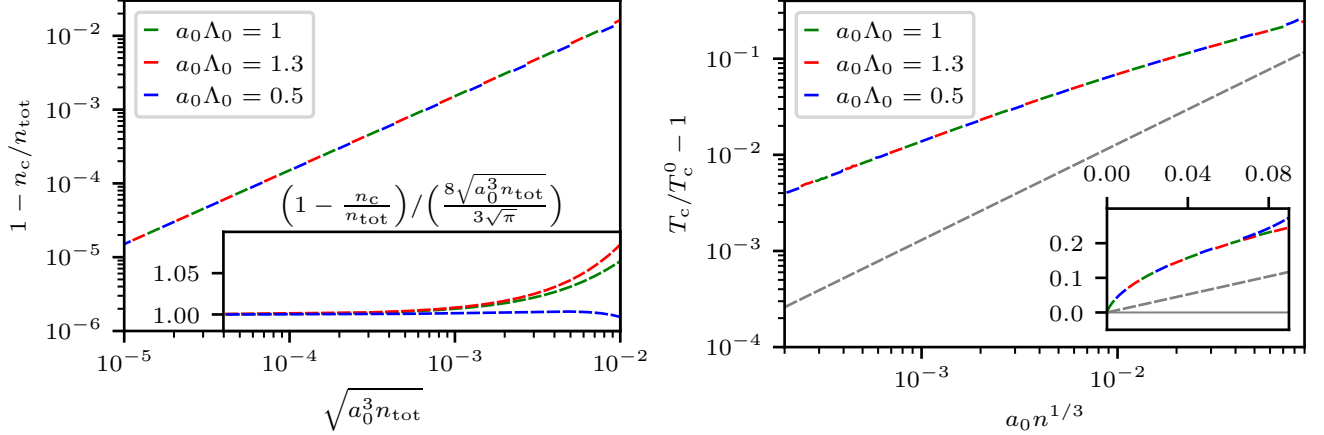 10⁻²
10⁻³
10⁻⁴
10⁻⁵
10⁻⁶
1 − n_c/n_tot
a₀Λ₀ = 1
a₀Λ₀ = 1.3
a₀Λ₀ = 0.5
(1 − n_c/n_tot)/(8√(a₀³n_tot)/3√π)
1.05
1.00
10⁻⁵ 10⁻⁴ 10⁻³ 10⁻²
√(a₀³n_tot)
10⁻¹
10⁻²
10⁻³
10⁻⁴
T_c/T_c⁰ − 1
a₀Λ₀ = 1
a₀Λ₀ = 1.3
a₀Λ₀ = 0.5
0.00 0.04 0.08
0.2
0.1
0.0
10⁻³ 10⁻²
a₀n^{1/3}